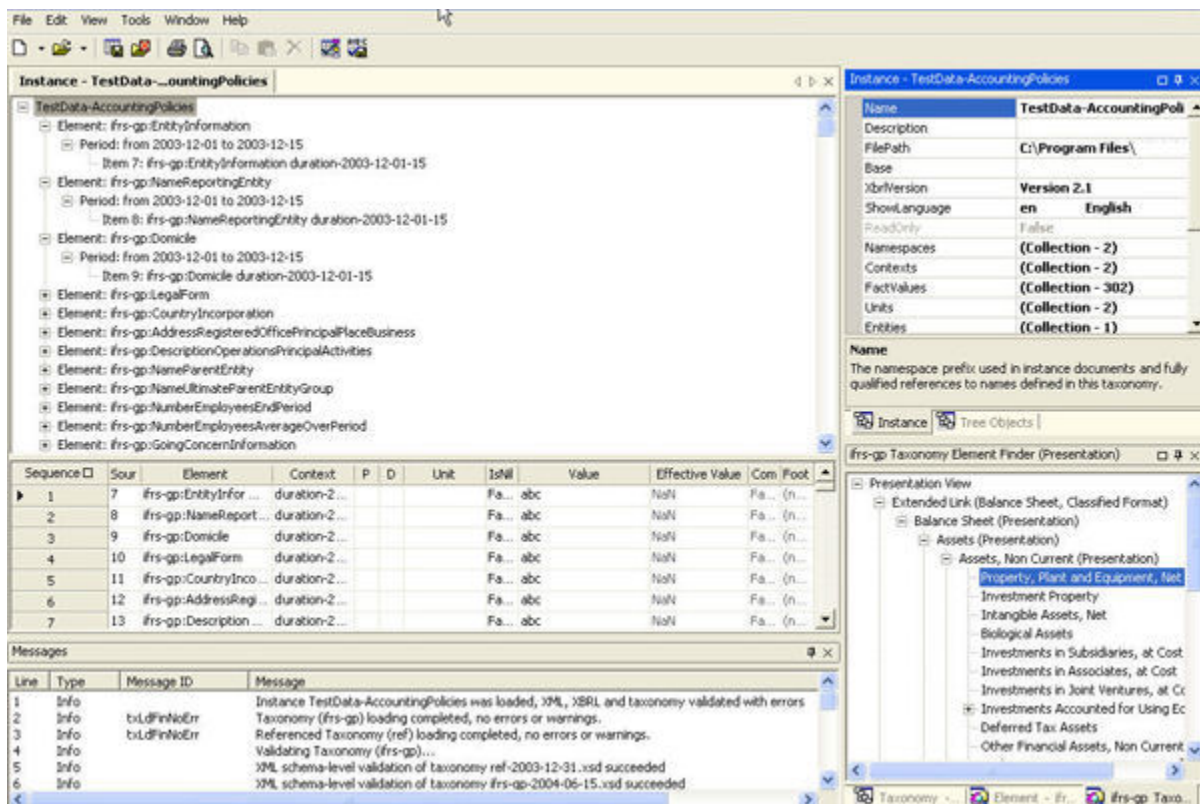 File Edit View Tools Window Help
Instance - TestData-...ountingPolicies
TestData-AccountingPolicies
Element: ifrs-gp:EntityInformation
Period: from 2003-12-01 to 2003-12-15
Item 7: ifrs-gp:EntityInformation duration-2003-12-01-15
Element: ifrs-gp:NameReportingEntity
Period: from 2003-12-01 to 2003-12-15
Item 8: ifrs-gp:NameReportingEntity duration-2003-12-01-15
Element: ifrs-gp:Domicile
Period: from 2003-12-01 to 2003-12-15
Item 9: ifrs-gp:Domicile duration-2003-12-01-15
Element: ifrs-gp:LegalForm
Element: ifrs-gp:CountryIncorporation
Element: ifrs-gp:AddressRegisteredOfficePrincipalPlaceBusiness
Element: ifrs-gp:DescriptionOperationsPrincipalActivities
Element: ifrs-gp:NameParentEntity
Element: ifrs-gp:NameUltimateParentEntityGroup
Element: ifrs-gp:NumberEmployeesEndPeriod
Element: ifrs-gp:NumberEmployeesAverageOverPeriod
Element: ifrs-gp:GoingConcernInformation
Sequence Sour Element Context P D Unit IsNil Value Effective Value Com Foot
1 7 ifrs-gp:EntityInfor ... duration-2... Fa... abc NaN Fa... (n...
2 8 ifrs-gp:NameReport... duration-2... Fa... abc NaN Fa... (n...
3 9 ifrs-gp:Domicile duration-2... Fa... abc NaN Fa... (n...
4 10 ifrs-gp:LegalForm duration-2... Fa... abc NaN Fa... (n...
5 11 ifrs-gp:CountryInco... duration-2... Fa... abc NaN Fa... (n...
6 12 ifrs-gp:AddressRegi... duration-2... Fa... abc NaN Fa... (n...
7 13 ifrs-gp:Description ... duration-2... Fa... abc NaN Fa... (n...
Messages
Line Type Message ID Message
1 Info Instance TestData-AccountingPolicies was loaded, XML, XBRL and taxonomy validated with errors
2 Info txLdFinNoErr Taxonomy (ifrs-gp) loading completed, no errors or warnings.
3 Info txLdFinNoErr Referenced Taxonomy (ref) loading completed, no errors or warnings.
4 Info Validating Taxonomy (ifrs-gp)...
5 Info XML schema-level validation of taxonomy ref-2003-12-31.xsd succeeded
6 Info XML schema-level validation of taxonomy ifrs-gp-2004-06-15.xsd succeeded
Instance - TestData-AccountingPolicies
Name TestData-AccountingPoli
Description
FilePath C:\Program Files\
Base
XbrlVersion Version 2.1
ShowLanguage en English
ReadOnly False
Namespaces (Collection - 2)
Contexts (Collection - 2)
FactValues (Collection - 302)
Units (Collection - 2)
Entities (Collection - 1)
Name
The namespace prefix used in instance documents and fully
qualified references to names defined in this taxonomy.
Instance Tree Objects
ifrs-gp Taxonomy Element Finder (Presentation)
Presentation View
Extended Link (Balance Sheet, Classified Format)
Balance Sheet (Presentation)
Assets (Presentation)
Assets, Non Current (Presentation)
Property, Plant and Equipment, Net
Investment Property
Intangible Assets, Net
Biological Assets
Investments in Subsidiaries, at Cost
Investments in Associates, at Cost
Investments in Joint Ventures, at Co
Investments Accounted for Using Ec
Deferred Tax Assets
Other Financial Assets, Non Current
Taxonomy -... Element - ifr... ifrs-gp Taxo...